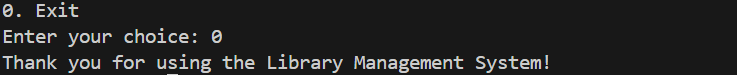 0. Exit
Enter your choice: 0
Thank you for using the Library Management System!